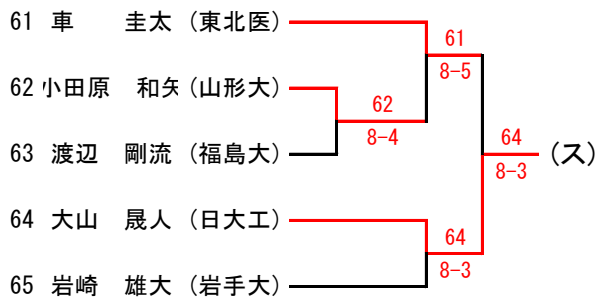 61 車 圭太 (東北医)
61
8-5
62 小田原 和矢 (山形大)
62
8-4
63 渡辺 剛流 (福島大)
64
8-3
(ス)
64 大山 晟人 (日大工)
64
8-3
65 岩崎 雄大 (岩手大)